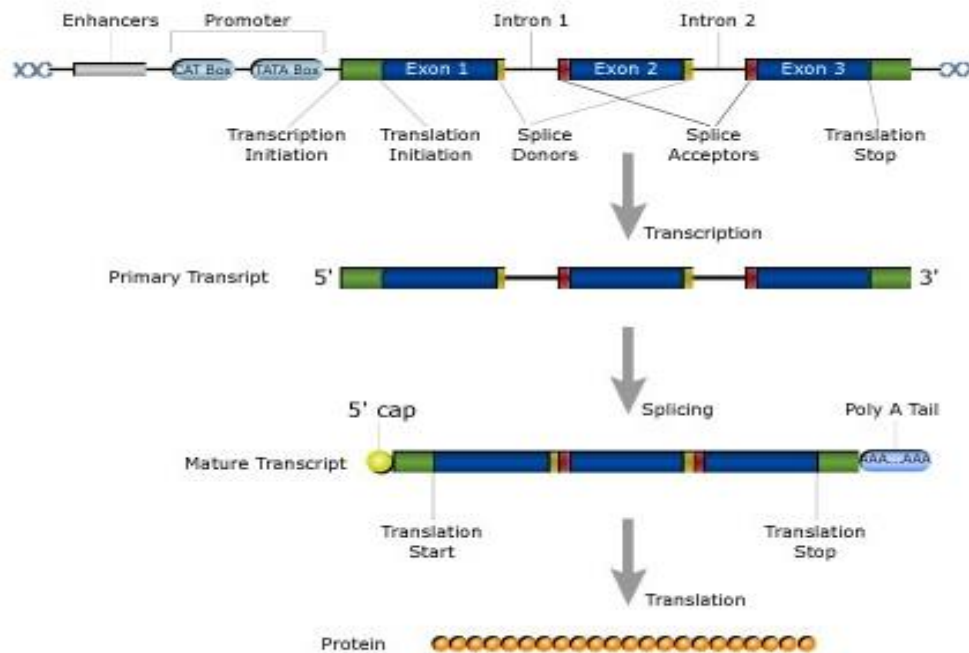 Enhancers Promoter Intron 1 Intron 2
CAT Box TATA Box Exon 1 Exon 2 Exon 3
Transcription Initiation
Translation Initiation
Splice Donors
Splice Acceptors
Translation Stop
Transcription
Primary Transript 5' 3'
5' cap Splicing Poly A Tail
Mature Transcript AAA...AAA
Translation Start
Translation Stop
Translation
Protein